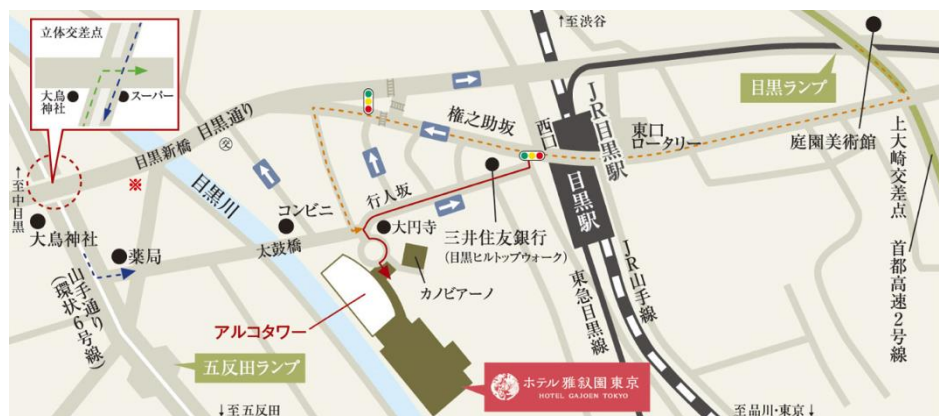 立体交差点
大鳥
神社
スーパー
↑至渋谷
目黒ランプ
目黒新橋
目黒通り
交
※
権之助坂
西口
JR目黒駅
東口
ロータリー
庭園美術館
上大崎交差点
首都高速2号線
↑至中目黒
大鳥神社
目黒川
コンビニ
太鼓橋
行人坂
大円寺
目黒駅
三井住友銀行
(目黒ヒルトップウォーク)
薬局
カノビアーノ
山手通り
(環状6号線)
アルコタワー
東急目黒線
JR山手線
五反田ランプ
ホテル雅叙園東京
HOTEL GAJOEN TOKYO
↓至五反田
至品川・東京↓